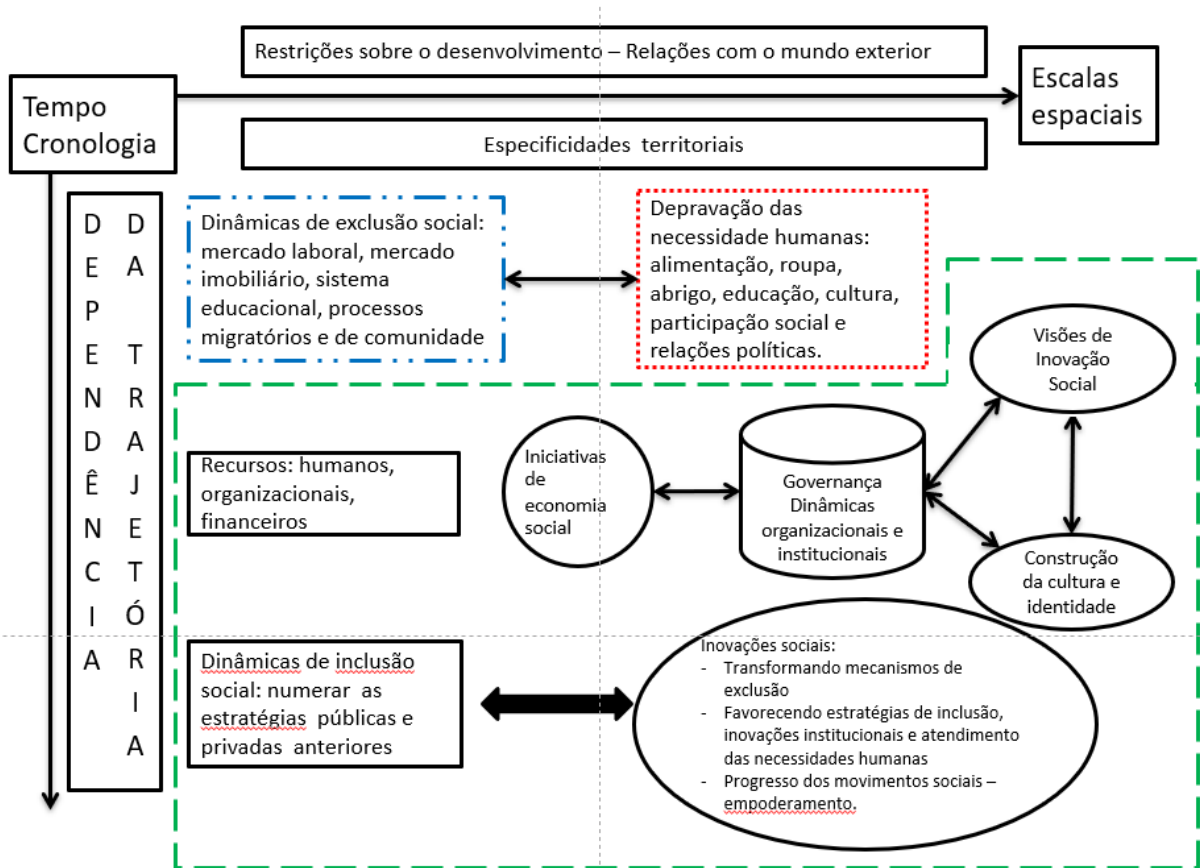 Restrições sobre o desenvolvimento – Relações com o mundo exterior
Tempo
Cronologia
Escalas
espaciais
Especificidades territoriais
DEPENDÊNCIA
DA TRAJETÓRIA
Dinâmicas de exclusão social:
mercado laboral, mercado
imobiliário, sistema
educacional, processos
migratórios e de comunidade
Depravação das
necessidade humanas:
alimentação, roupa,
abrigo, educação, cultura,
participação social e
relações políticas.
Visões de
Inovação
Social
Recursos: humanos,
organizacionais,
financeiros
Iniciativas
de
economia
social
Governança
Dinâmicas
organizacionais e
institucionais
Construção
da cultura e
identidade
Dinâmicas de inclusão
social: numerar as
estratégias públicas e
privadas anteriores
Inovações sociais:
- Transformando mecanismos de
exclusão
- Favorecendo estratégias de inclusão,
inovações institucionais e atendimento
das necessidades humanas
- Progresso dos movimentos sociais –
empoderamento.